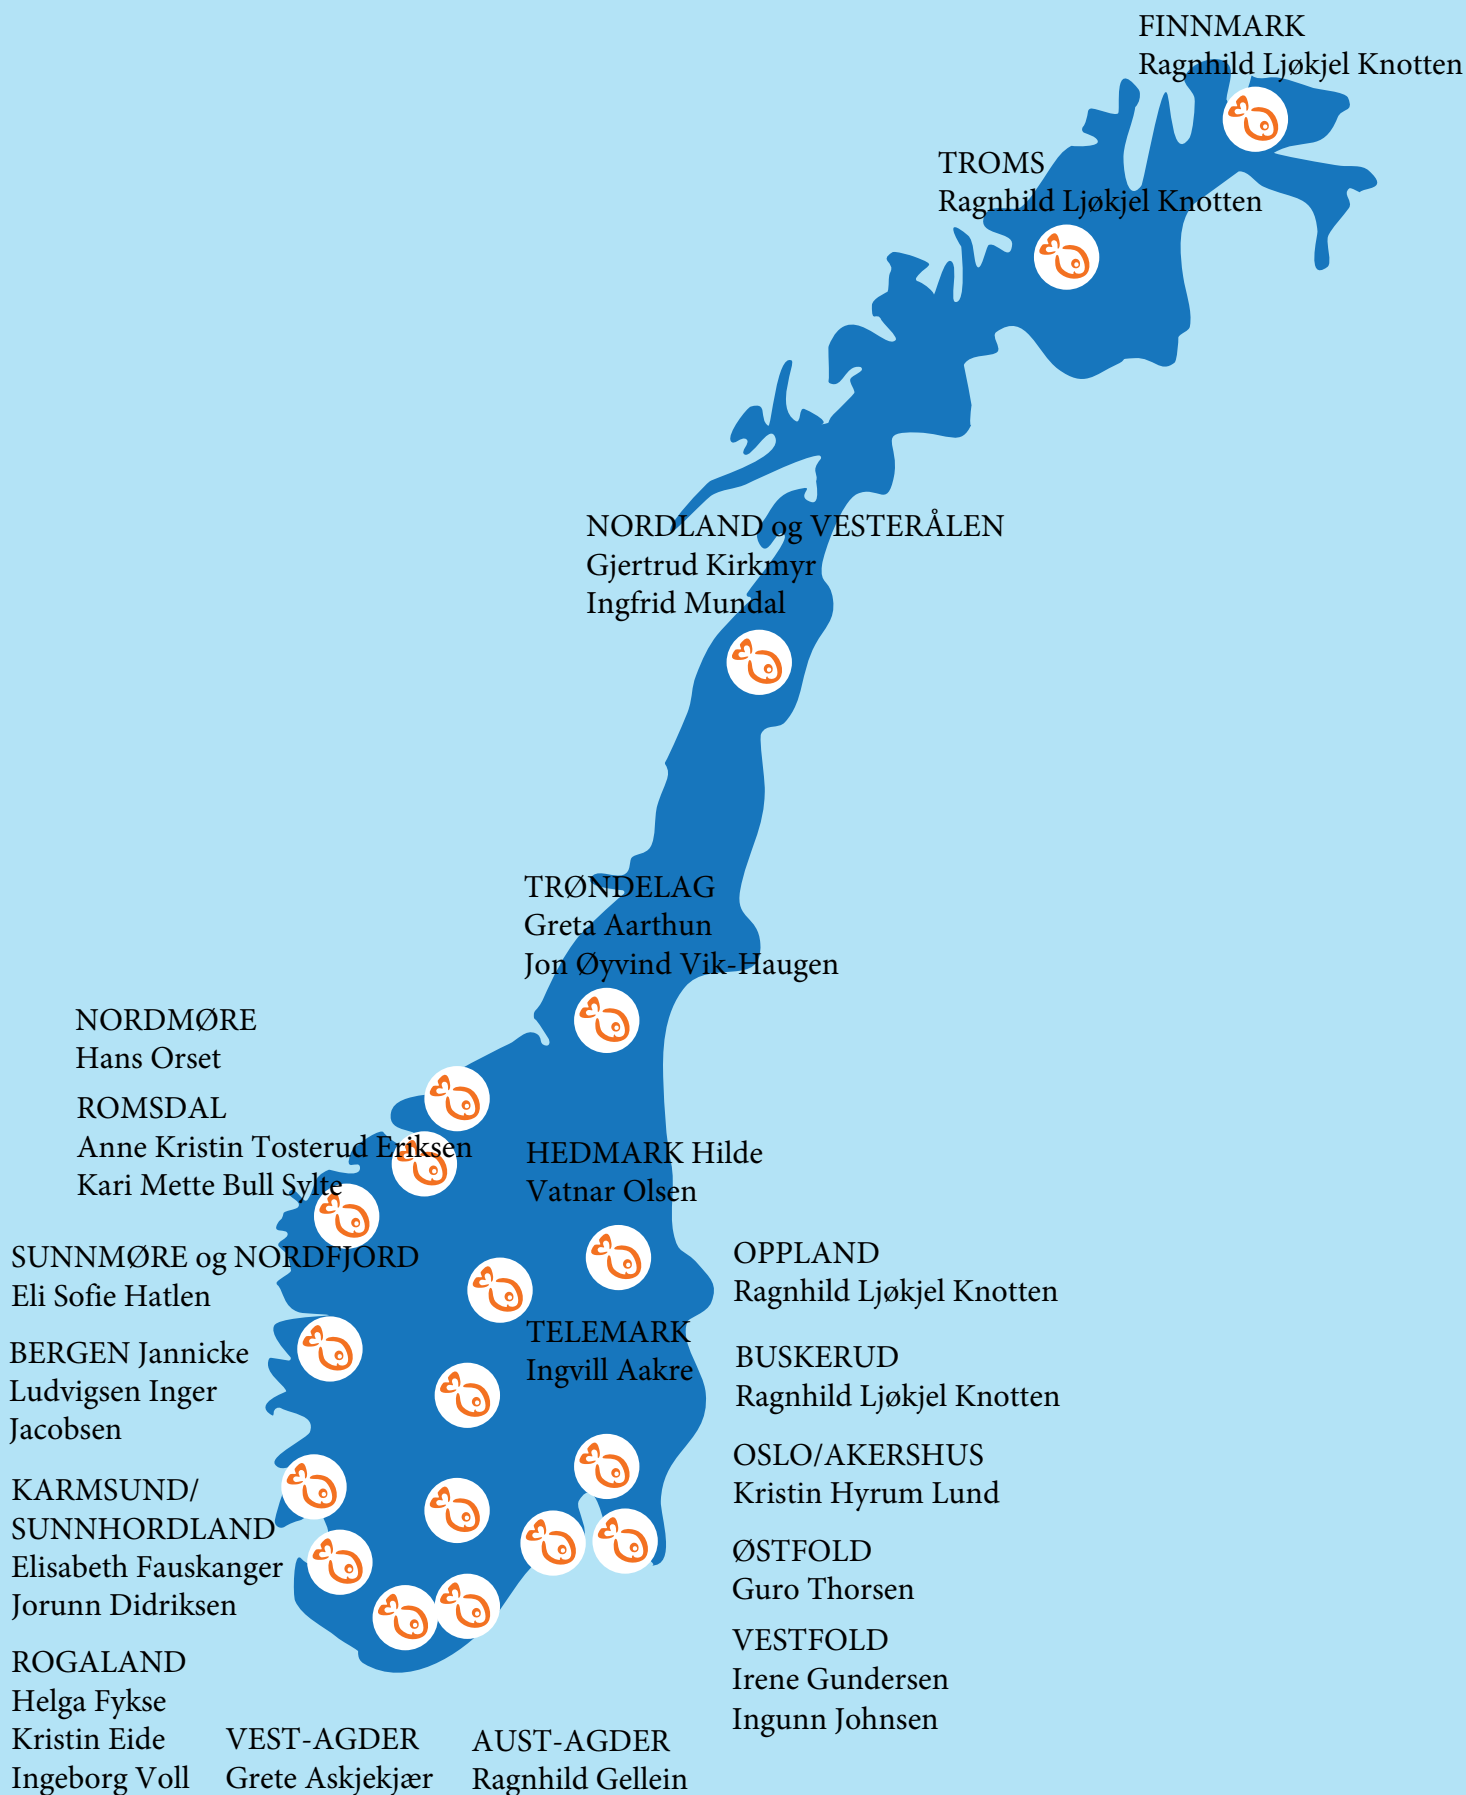 FINNMARK
Ragnhild Ljøkjel Knotten
TROMS
Ragnhild Ljøkjel Knotten
NORDLAND og VESTERÅLEN
Gjertrud Kirkmyr
Ingfrid Mundal
TRØNDELAG
Greta Aarthun
Jon Øyvind Vik-Haugen
NORDMØRE
Hans Orset
ROMSDAL
Anne Kristin Tosterud Eriksen
Kari Mette Bull Sylte
HEDMARK Hilde
Vatnar Olsen
SUNNMØRE og NORDFJORD
Eli Sofie Hatlen
OPPLAND
Ragnhild Ljøkjel Knotten
BERGEN Jannicke
Ludvigsen Inger
Jacobsen
TELEMARK
Ingvill Aakre
BUSKERUD
Ragnhild Ljøkjel Knotten
OSLO/AKERSHUS
Kristin Hyrum Lund
KARMSUND/
SUNNHORDLAND
Elisabeth Fauskanger
Jorunn Didriksen
ØSTFOLD
Guro Thorsen
VESTFOLD
Irene Gundersen
Ingunn Johnsen
ROGALAND
Helga Fykse
Kristin Eide
Ingeborg Voll
VEST-AGDER
Grete Askjekjær
AUST-AGDER
Ragnhild Gellein